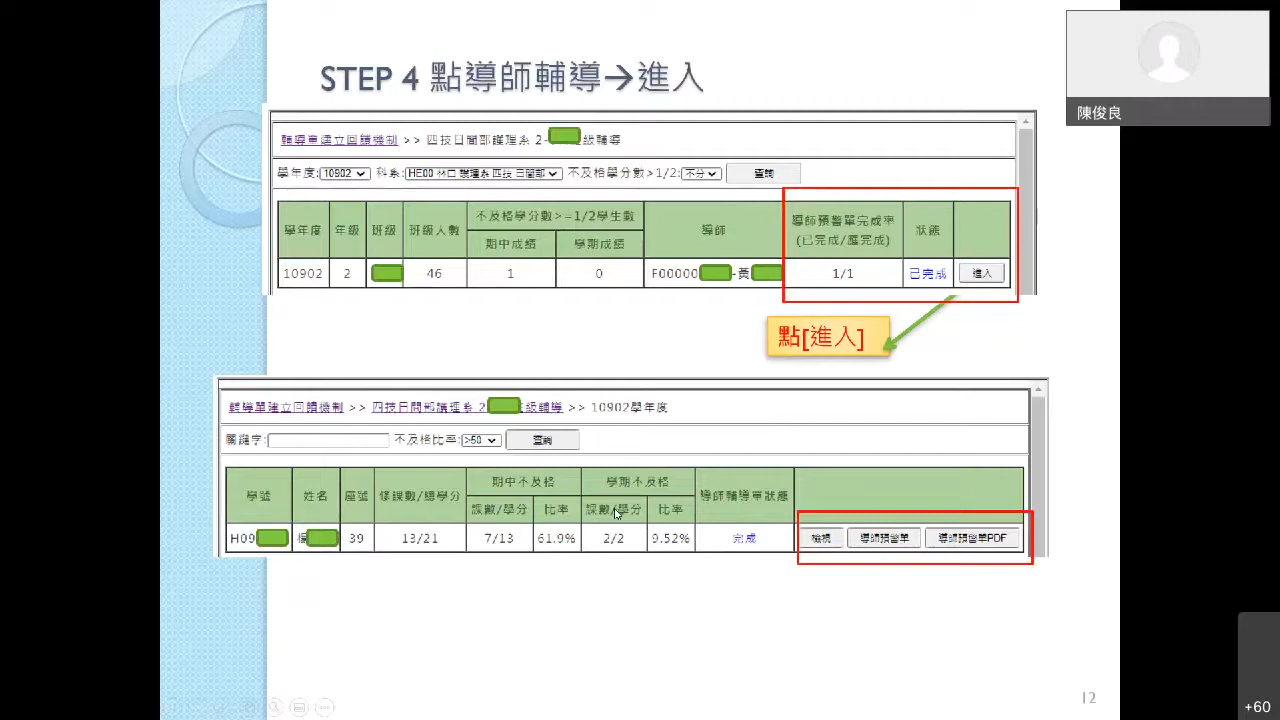 STEP 4 點導師輔導→進入
陳俊良
輔導單建立回饋機制 >> 四技日間部護理系 2- 級輔導
學年度: 10902 科系: HE00 林口 護理系 四技 日間部 不及格學分數>1/2: 不分 查詢
學年度 年級 班級 班級人數 不及格學分數>=1/2學生數 導師 導師預警單完成率 狀態
期中成績 學期成績 (已完成/應完成)
10902 2 46 1 0 F00000 -黃 1/1 已完成 進入
點[進入]
輔導單建立回饋機制 >> 四技日間部護理系 2 級輔導 >> 10902學年度
關鍵字: 不及格比率: >50 查詢
學號 姓名 座號 修課數/總學分 期中不及格 學期不及格 導師輔導單狀態
課數/學分 比率 課數/學分 比率
H09 39 13/21 7/13 61.9% 2/2 9.52% 完成 檢視 導師預警單 導師預警單PDF
12
+60